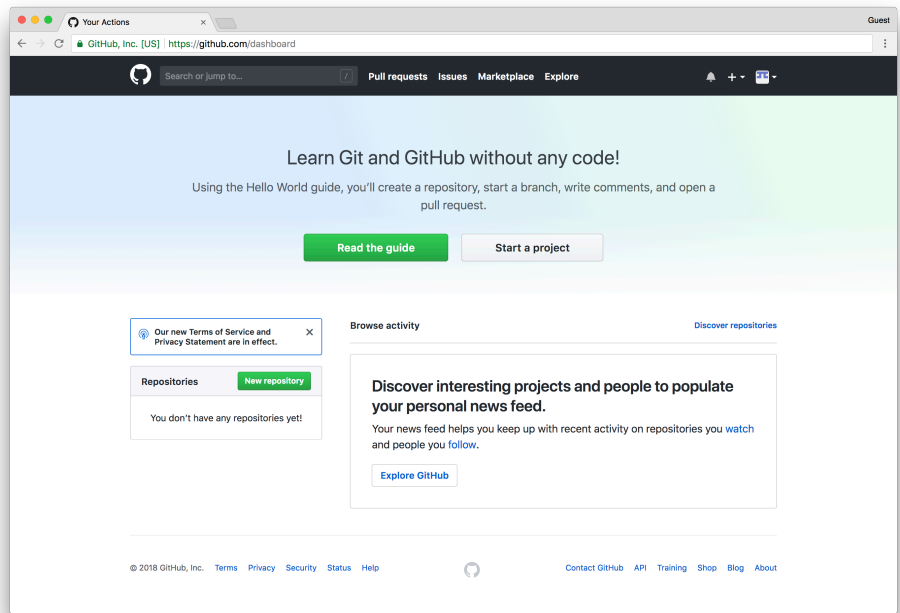 Your Actions
Guest
GitHub, Inc. [US] https://github.com/dashboard
Search or jump to... /
Pull requests Issues Marketplace Explore
Learn Git and GitHub without any code!
Using the Hello World guide, you’ll create a repository, start a branch, write comments, and open a
pull request.
Read the guide
Start a project
Our new Terms of Service and
Privacy Statement are in effect.
Repositories
New repository
You don’t have any repositories yet!
Browse activity
Discover repositories
Discover interesting projects and people to populate
your personal news feed.
Your news feed helps you keep up with recent activity on repositories you watch
and people you follow.
Explore GitHub
© 2018 GitHub, Inc. Terms Privacy Security Status Help
Contact GitHub API Training Shop Blog About